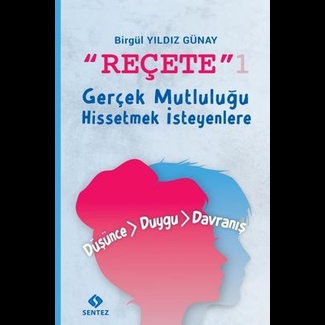 Birgül YILDIZ GÜNAY
“REÇETE”1
Gerçek Mutluluğu
Hissetmek İsteyenlere
Düşünce > Duygu > Davranış
SENTEZ